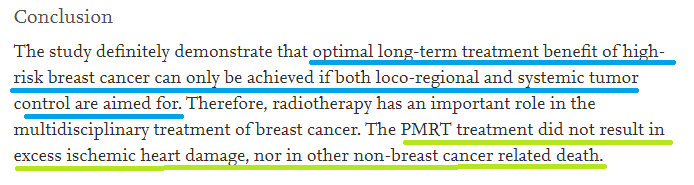 Conclusion
The study definitely demonstrate that optimal long-term treatment benefit of high-
risk breast cancer can only be achieved if both loco-regional and systemic tumor
control are aimed for. Therefore, radiotherapy has an important role in the
multidisciplinary treatment of breast cancer. The PMRT treatment did not result in
excess ischemic heart damage, nor in other non-breast cancer related death.